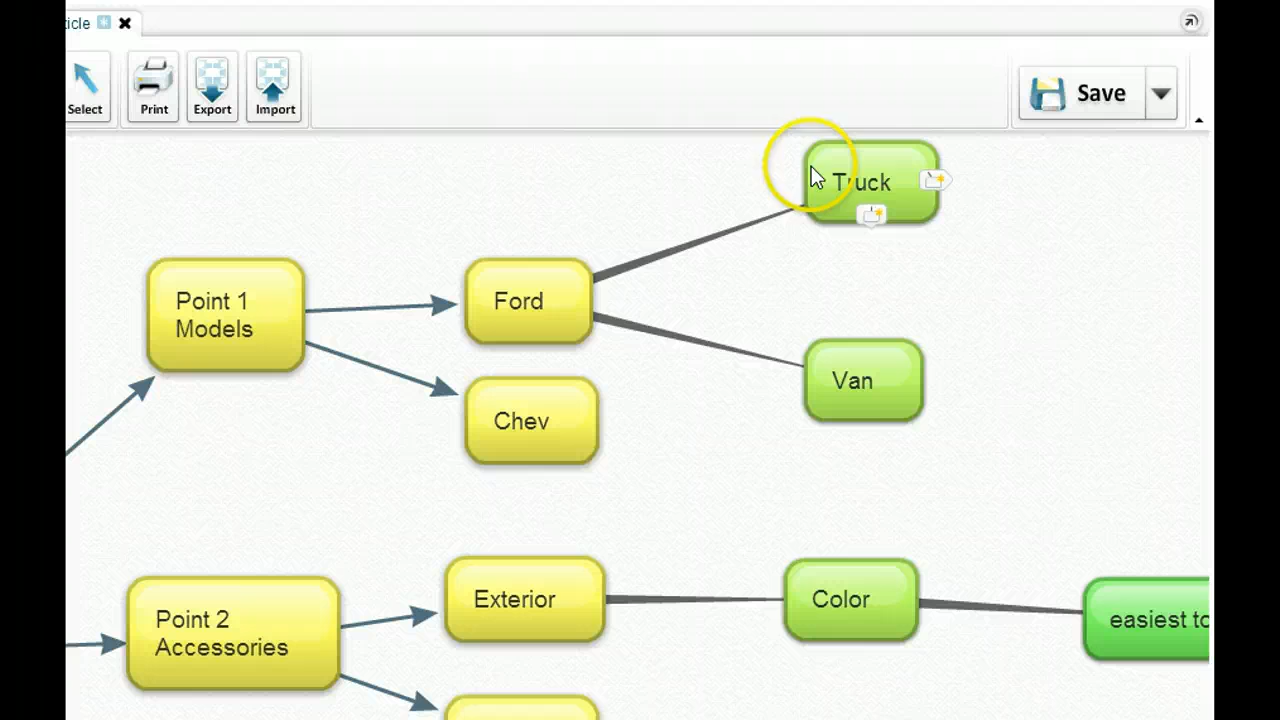 ticle
Select
Print
Export
Import
Save
Truck
Point 1
Models
Ford
Van
Chev
Exterior
Color
easiest to
Point 2
Accessories